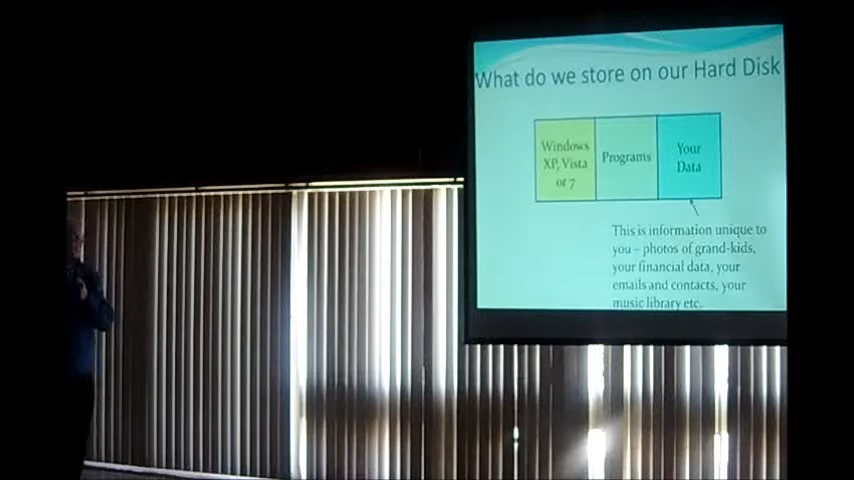 What do we store on our Hard Disk
Windows
XP, Vista
or 7
Programs
Your
Data
This is information unique to
you – photos of grand-kids,
your financial data, your
emails and contacts, your
music library etc.